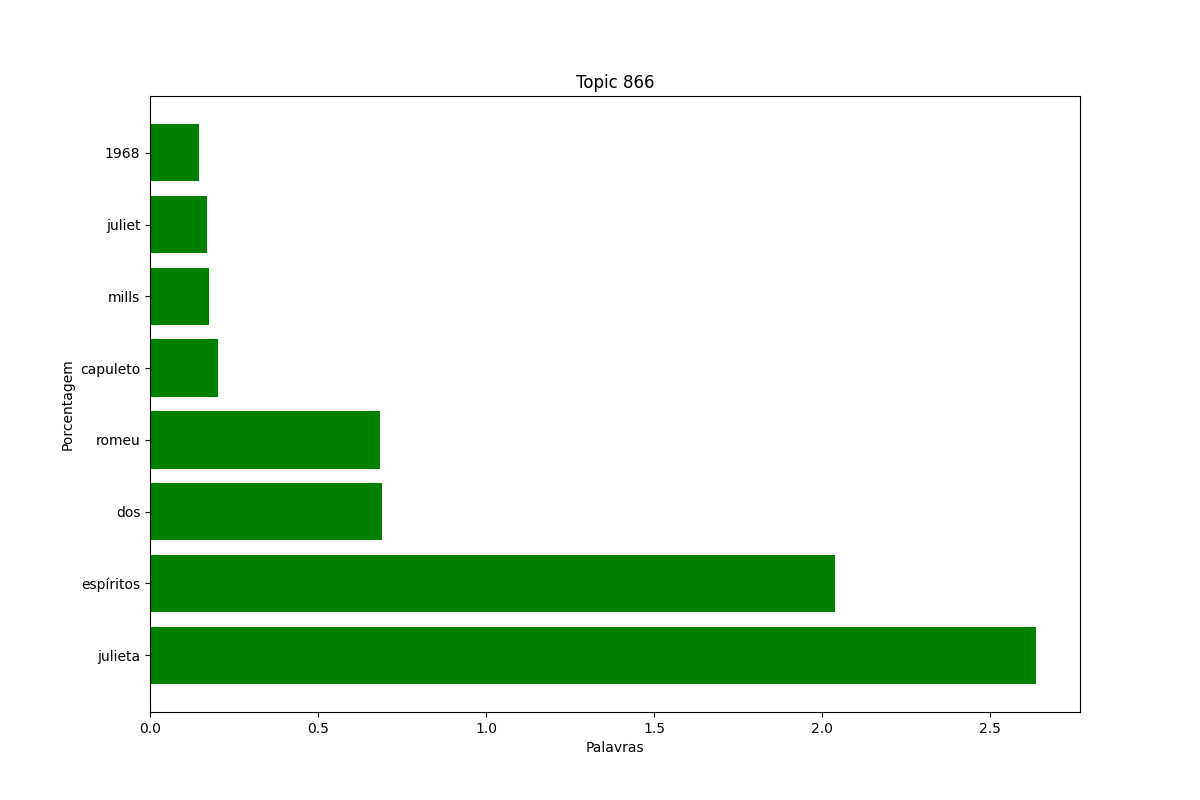 Topic 866
1968
juliet
mills
capuleto
romeu
dos
espíritos
julieta
Porcentagem
0.0 0.5 1.0 1.5 2.0 2.5
Palavras